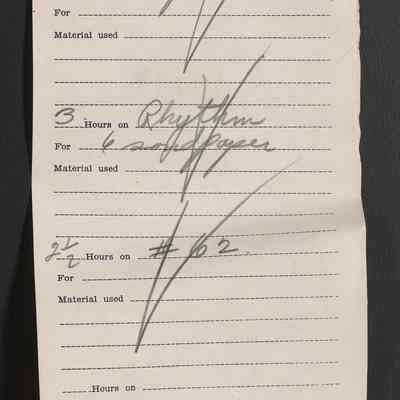 For
Material used
3 Hours on Rhythm
For 6 sandpaper
Material used
2 1/2 Hours on # 62
For
Material used
Hours on